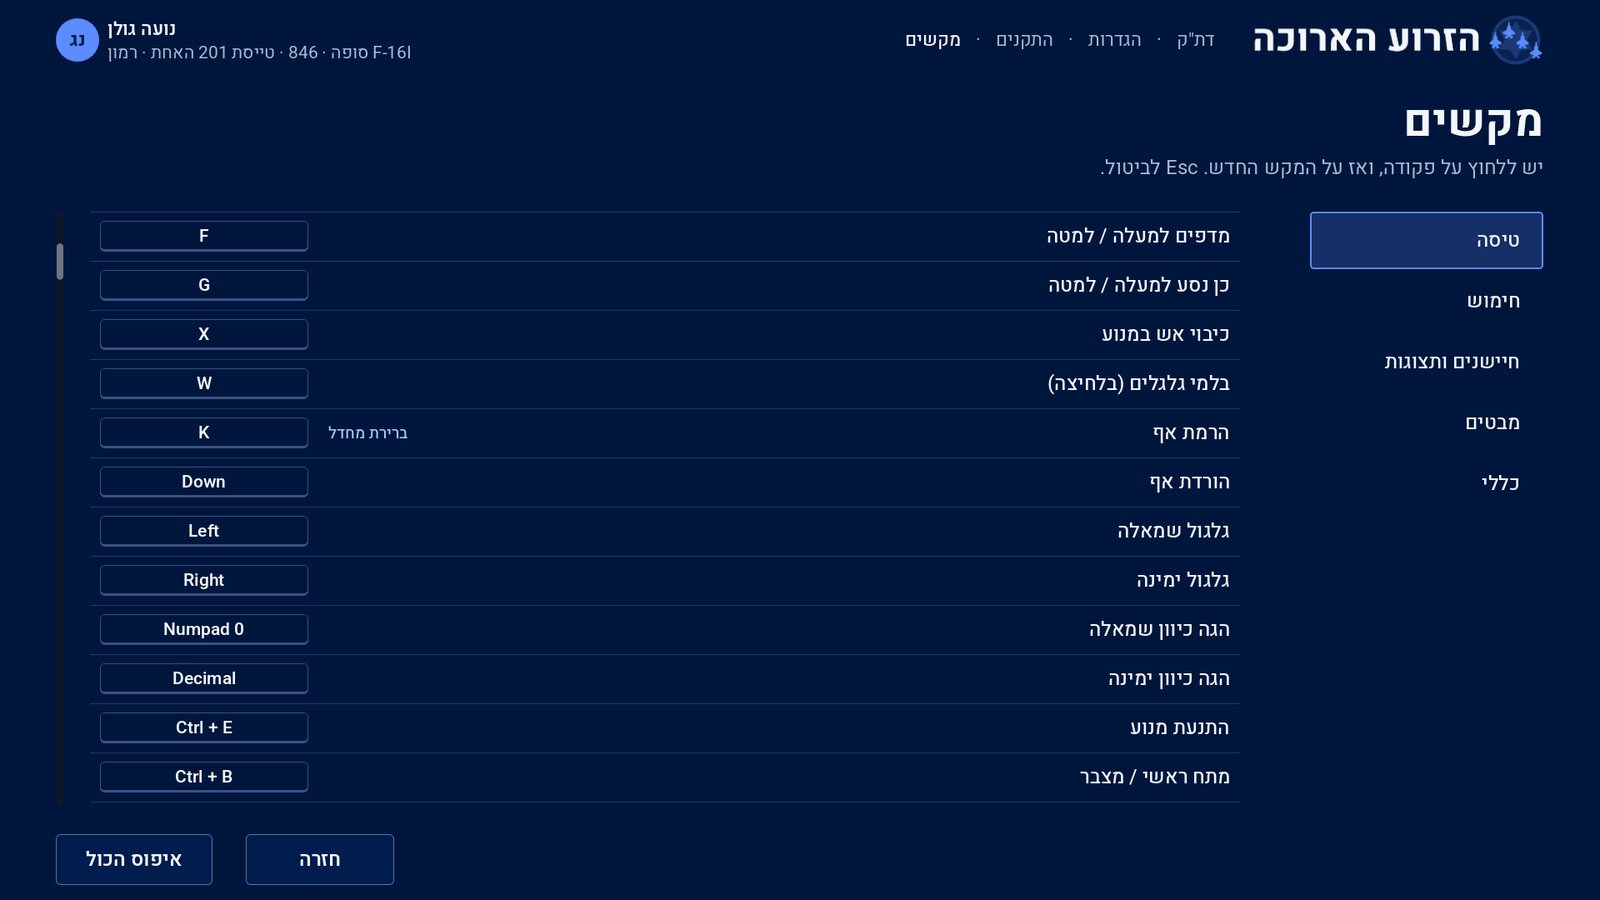 הזרוע הארוכה
דת"ק · הגדרות · התקנים · מקשים
נועה גולן
F-16I סופה · 846 · טייסת 201 האחת · רמון
נג
מקשים
יש ללחוץ על פקודה, ואז על המקש החדש. Esc לביטול.
טיסה
חימוש
חיישנים ותצוגות
מבטים
כללי
מדפים למעלה / למטה F
כן נסע למעלה / למטה G
כיבוי אש במנוע X
בלמי גלגלים (בלחיצה) W
הרמת אף ברירת מחדל K
הורדת אף Down
גלגול שמאלה Left
גלגול ימינה Right
הגה כיוון שמאלה Numpad 0
הגה כיוון ימינה Decimal
התנעת מנוע Ctrl + E
מתח ראשי / מצבר Ctrl + B
חזרה
איפוס הכול